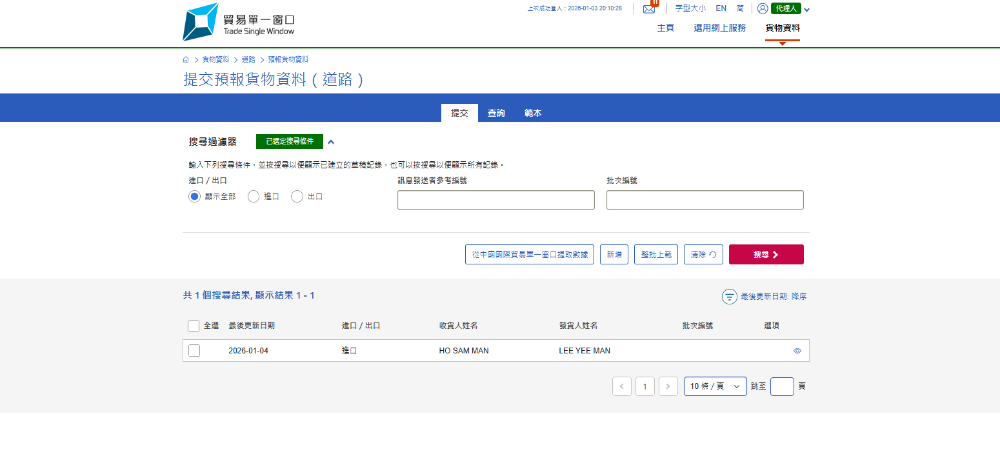 貿易單一窗口
Trade Single Window
上次成功登入：2026-01-03 20:10:28
11
字型大小 EN 简
代理人
主頁 選用網上服務 貨物資料
貨物資料 道路 預報貨物資料
提交預報貨物資料 ( 道路 )
提交 查詢 範本
搜尋過濾器 已選定搜尋條件
輸入下列搜尋條件，並按搜尋以便顯示已建立的草稿記錄，也可以按搜尋以便顯示所有記錄。
進口 / 出口 訊息發送者參考編號 批次編號
顯示全部 進口 出口
從中國國際貿易單一窗口提取數據 新增 整批上載 清除 搜尋
共 1 個搜尋結果, 顯示結果 1 - 1
最後更新日期: 降序
全選 最後更新日期 進口 / 出口 收貨人姓名 發貨人姓名 批次編號 選項
2026-01-04 進口 HO SAM MAN LEE YEE MAN
1 10 條 / 頁 跳至 頁